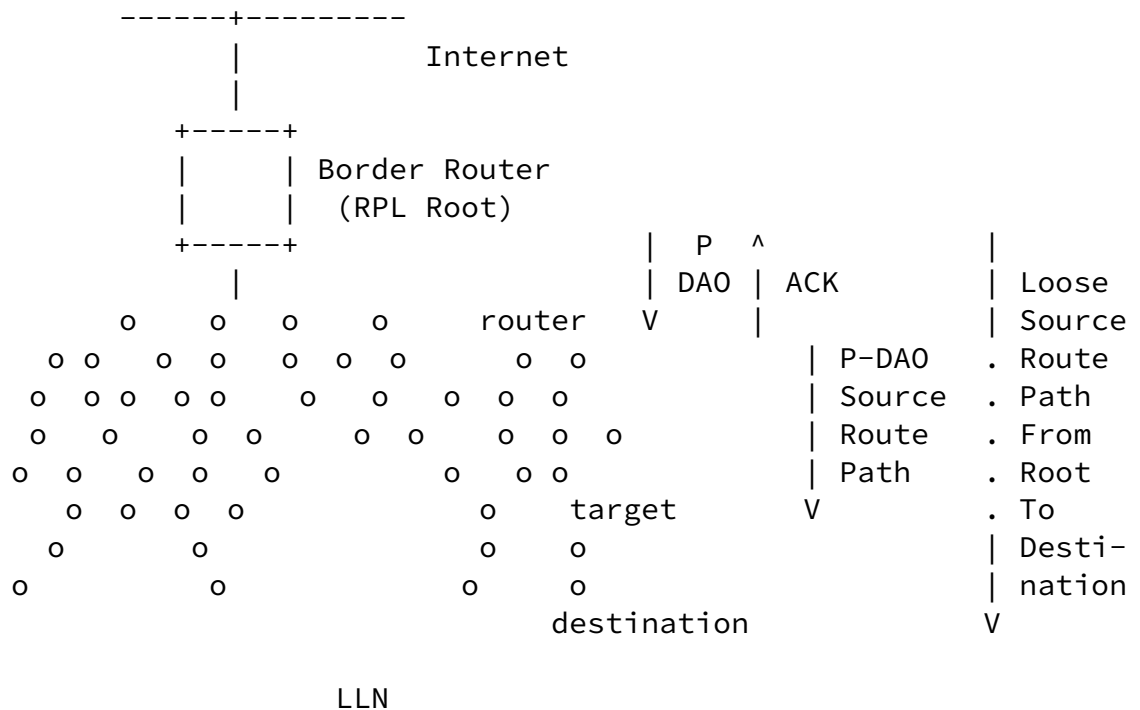 ------+---------
|          Internet
|
+-----+
|     | Border Router
|     |  (RPL Root)
+-----+                   |  P  ^            |
|                      | DAO | ACK        | Loose
o    o   o    o     router   V     |            | Source
o o   o  o   o  o  o      o  o            | P-DAO  . Route
o  o o  o o    o   o   o  o  o             | Source . Path
o   o    o  o     o  o    o  o  o          | Route  . From
o  o   o  o   o         o   o o             | Path   . Root
o  o  o  o             o    target       V         . To
o       o               o    o                      | Desti-
o          o             o     o                      | nation
destination             V
LLN